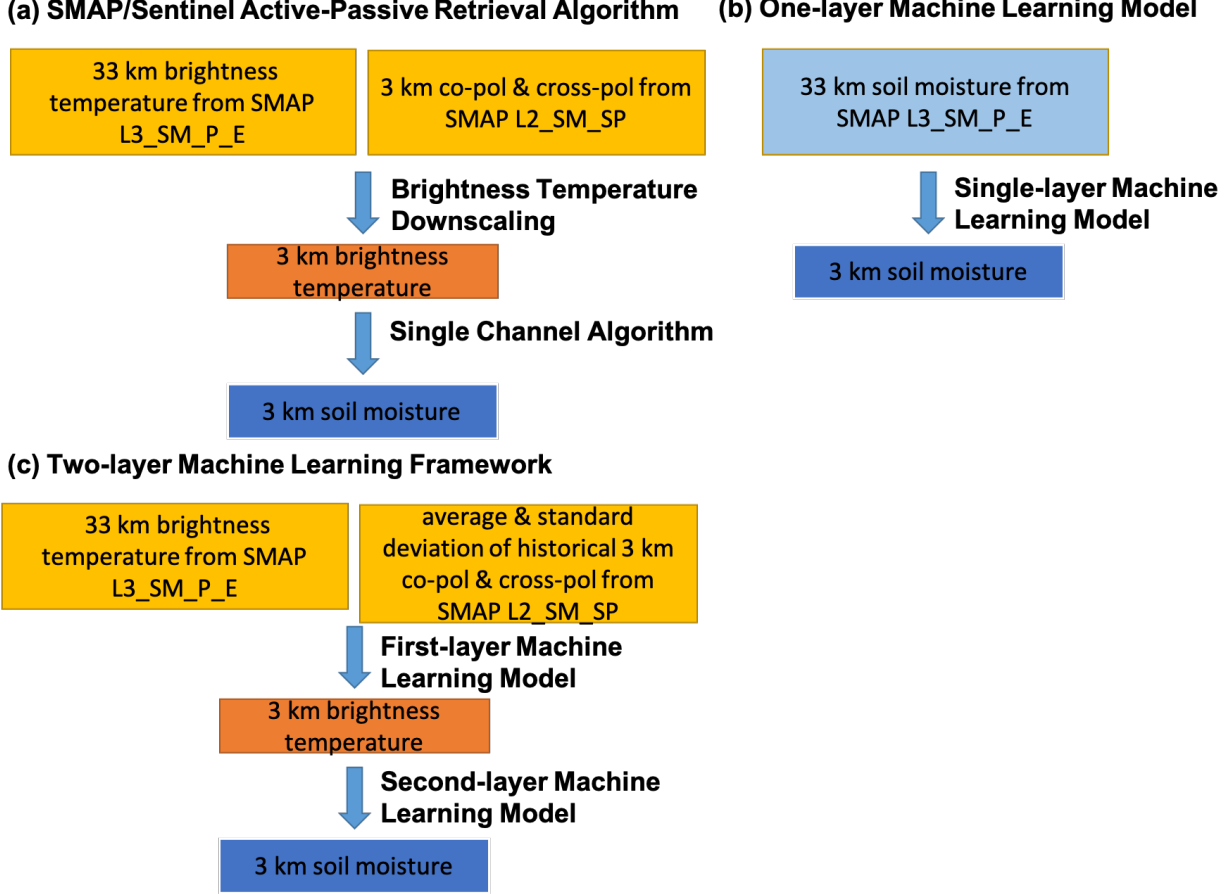 (a) SMAP/Sentinel Active-Passive Retrieval Algorithm
33 km brightness
temperature from SMAP
L3_SM_P_E
3 km co-pol & cross-pol from
SMAP L2_SM_SP
Brightness Temperature
Downscaling
3 km brightness
temperature
Single Channel Algorithm
3 km soil moisture
(b) One-layer Machine Learning Model
33 km soil moisture from
SMAP L3_SM_P_E
Single-layer Machine
Learning Model
3 km soil moisture
(c) Two-layer Machine Learning Framework
33 km brightness
temperature from SMAP
L3_SM_P_E
average & standard
deviation of historical 3 km
co-pol & cross-pol from
SMAP L2_SM_SP
First-layer Machine
Learning Model
3 km brightness
temperature
Second-layer Machine
Learning Model
3 km soil moisture